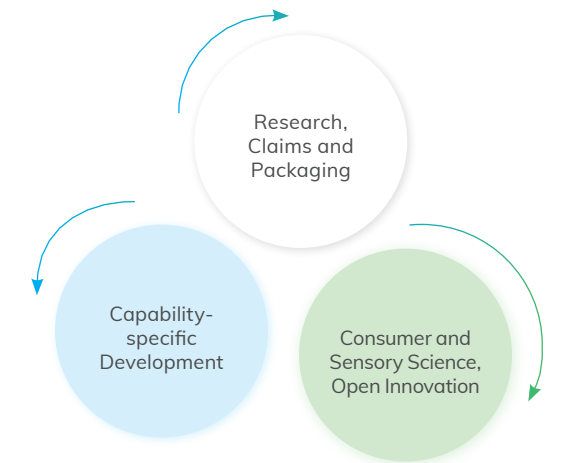 Research,
Claims and
Packaging
Capability-
specific
Development
Consumer and
Sensory Science,
Open Innovation